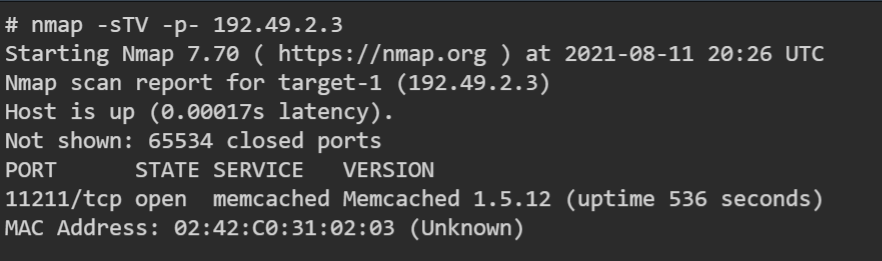 # nmap -sTV -p- 192.49.2.3
Starting Nmap 7.70 ( https://nmap.org ) at 2021-08-11 20:26 UTC
Nmap scan report for target-1 (192.49.2.3)
Host is up (0.00017s latency).
Not shown: 65534 closed ports
PORT      STATE SERVICE   VERSION
11211/tcp open  memcached Memcached 1.5.12 (uptime 536 seconds)
MAC Address: 02:42:C0:31:02:03 (Unknown)